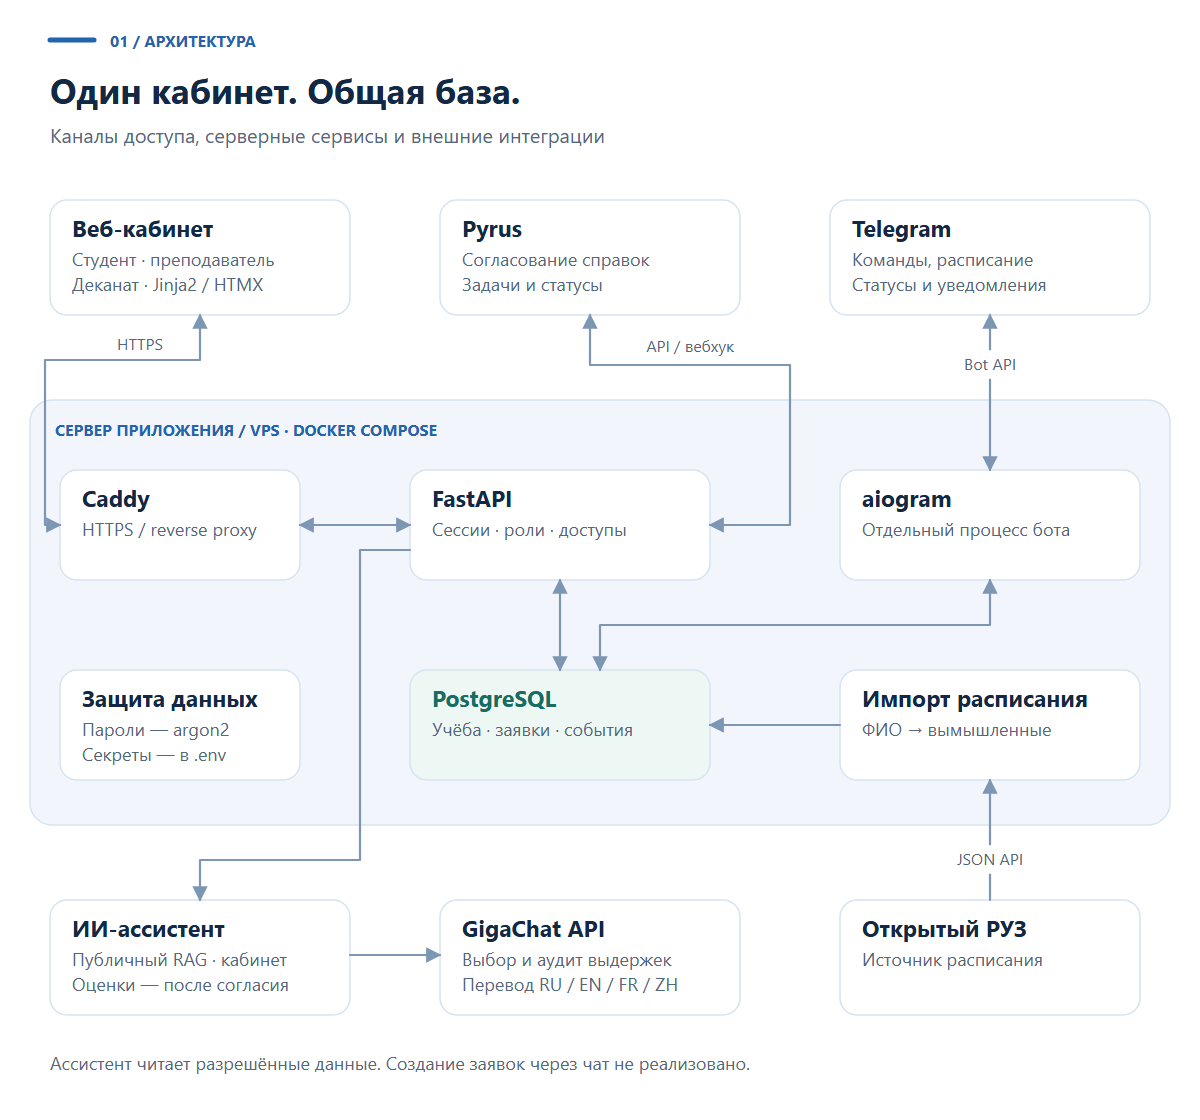 01 / АРХИТЕКТУРА
Один кабинет. Общая база.
Каналы доступа, серверные сервисы и внешние интеграции
Веб-кабинет
Студент · преподаватель
Деканат · Jinja2 / HTMX
Pyrus
Согласование справок
Задачи и статусы
Telegram
Команды, расписание
Статусы и уведомления
HTTPS
API / вебхук
Bot API
СЕРВЕР ПРИЛОЖЕНИЯ / VPS · DOCKER COMPOSE
Caddy
HTTPS / reverse proxy
FastAPI
Сессии · роли · доступы
aiogram
Отдельный процесс бота
Защита данных
Пароли — argon2
Секреты — в .env
PostgreSQL
Учёба · заявки · события
Импорт расписания
ФИО → вымышленные
JSON API
ИИ-ассистент
Публичный RAG · кабинет
Оценки — после согласия
GigaChat API
Выбор и аудит выдержек
Перевод RU / EN / FR / ZH
Открытый РУЗ
Источник расписания
Ассистент читает разрешённые данные. Создание заявок через чат не реализовано.